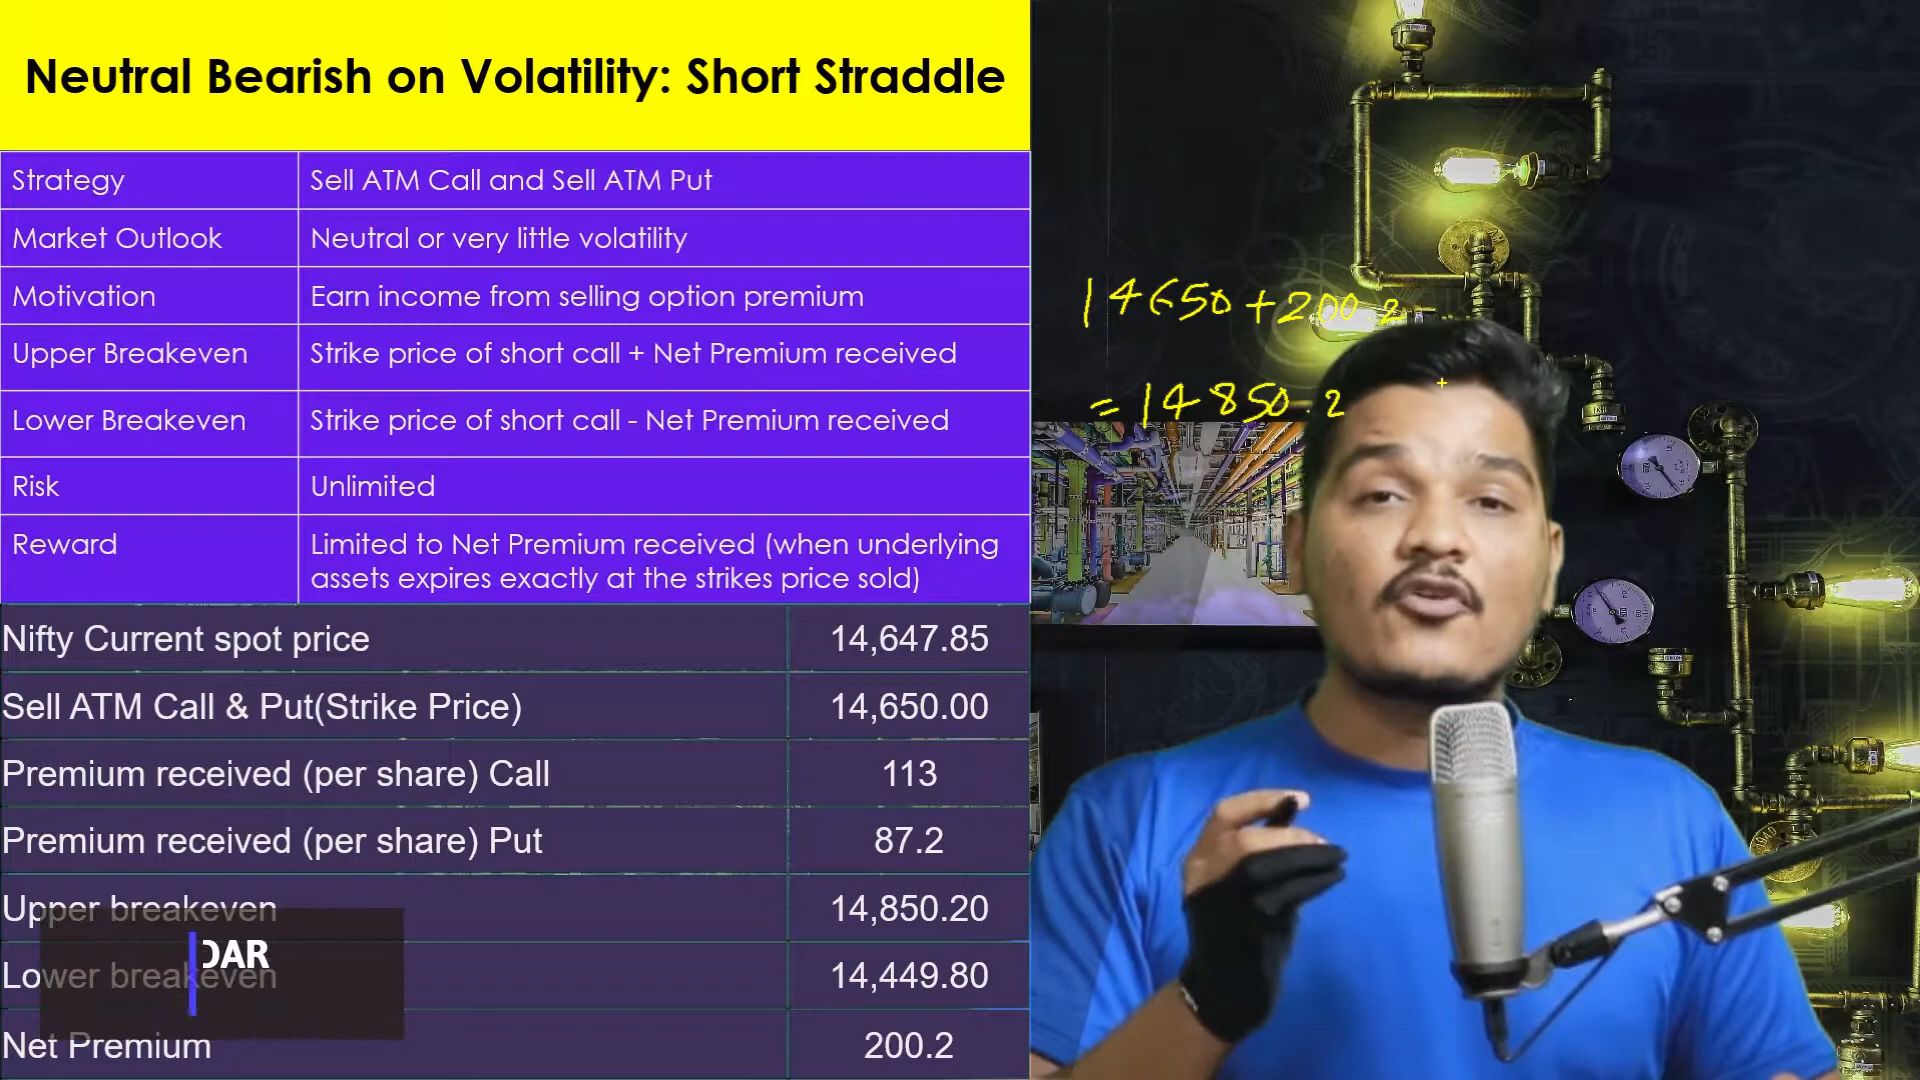 Neutral Bearish on Volatility: Short Straddle
Strategy Sell ATM Call and Sell ATM Put
Market Outlook Neutral or very little volatility
Motivation Earn income from selling option premium
Upper Breakeven Strike price of short call + Net Premium received
Lower Breakeven Strike price of short call - Net Premium received
Risk Unlimited
Reward Limited to Net Premium received (when underlying
assets expires exactly at the strikes price sold)
Nifty Current spot price 14,647.85
Sell ATM Call & Put(Strike Price) 14,650.00
Premium received (per share) Call 113
Premium received (per share) Put 87.2
Upper breakeven 14,850.20
Lower breakeven 14,449.80
Net Premium 200.2
14650+200.2
= 14850.2